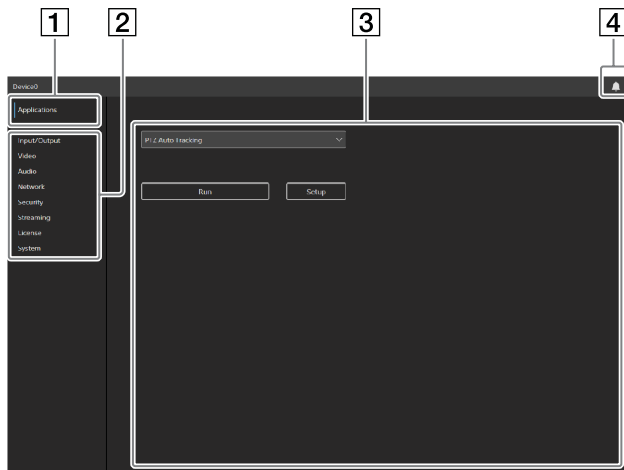 1 2 3 4
Device0
Applications
Input/Output
Video
Audio
Network
Security
Streaming
License
System
PTZ Auto Tracking
Run Setup